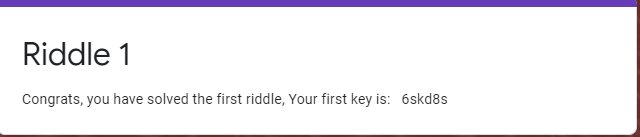 Riddle 1
Congrats, you have solved the first riddle, Your first key is: 6skd8s